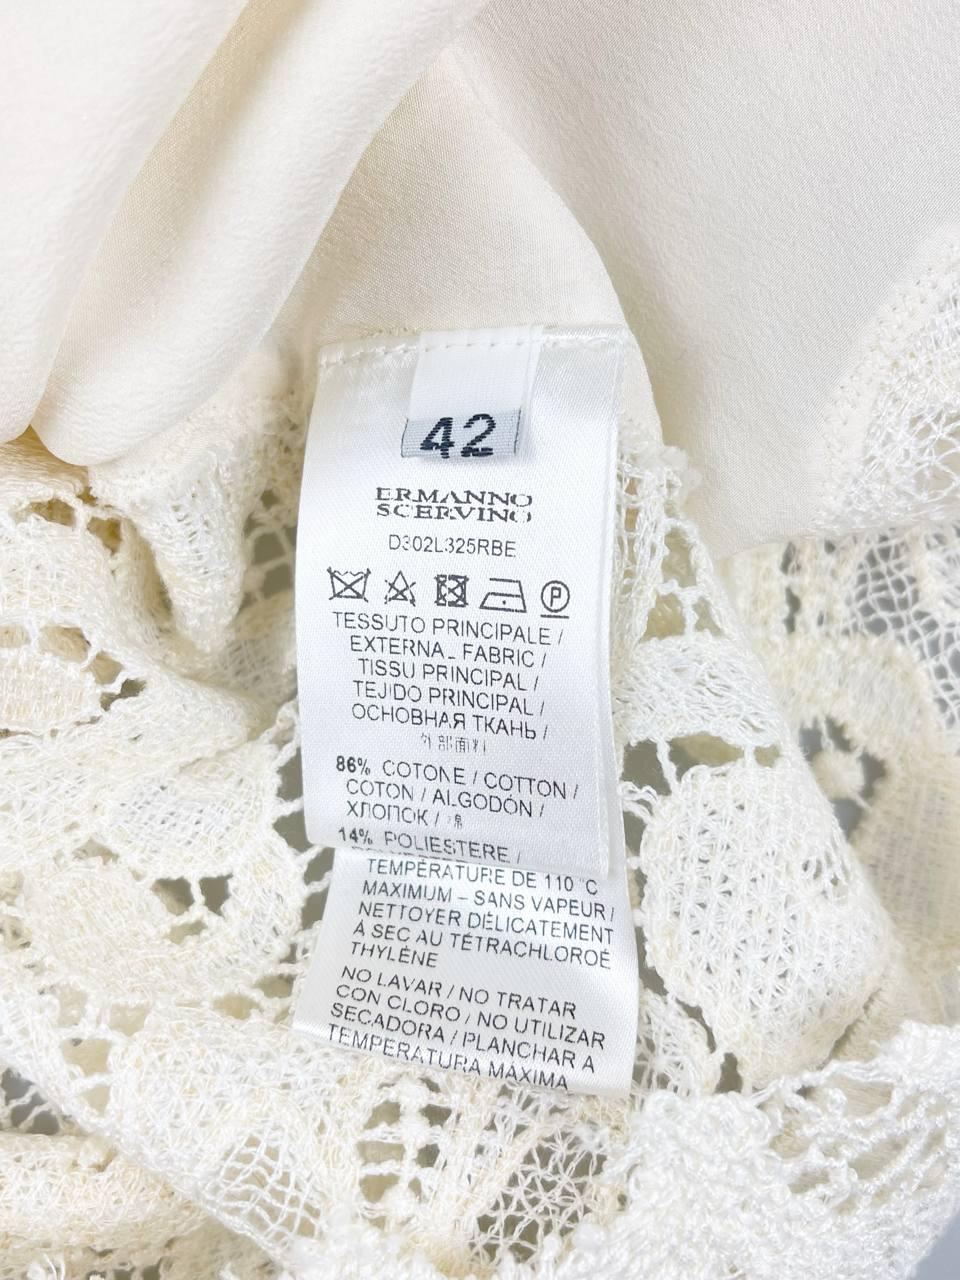 42
ERMANNO
SCERVINO
D302L325RBE
P
TESSUTO PRINCIPALE /
EXTERNAL FABRIC /
TISSU PRINCIPAL /
TEJIDO PRINCIPAL /
ОСНОВНАЯ ТКАНЬ /
外部面料
86% COTONE / COTTON /
COTON / ALGODÓN /
ХЛОПОК / 棉
14% POLIESTERE /
TEMPÉRATURE DE 110 °C
MAXIMUM – SANS VAPEUR /
NETTOYER DÉLICATEMENT
À SEC AU TÉTRACHLOROÉ
THYLÈNE
NO LAVAR / NO TRATAR
CON CLORO / NO UTILIZAR
SECADORA / PLANCHAR A
TEMPERATURA MÁXIMA